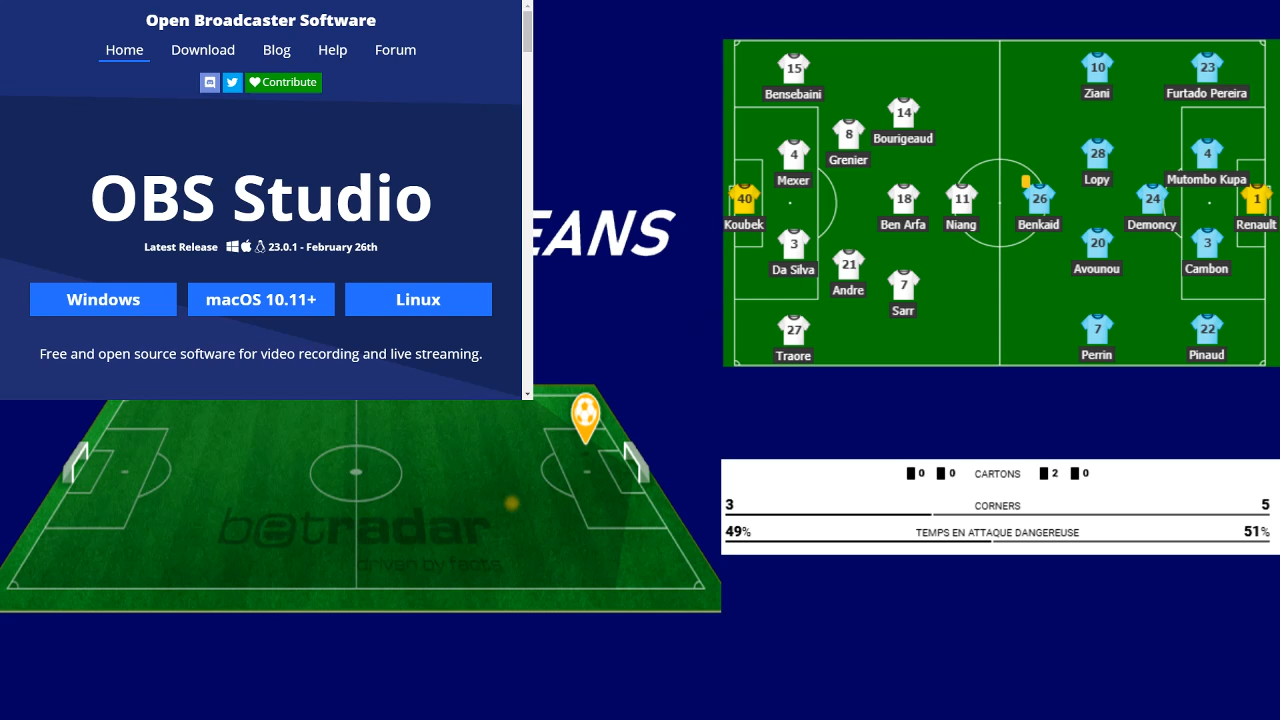 Open Broadcaster Software
Home Download Blog Help Forum
Contribute
OBS Studio
Latest Release 23.0.1 - February 26th
Windows macOS 10.11+ Linux
Free and open source software for video recording and live streaming.
EANS
15
Bensebaini
14
Bourigeaud
8
Grenier
4
Mexer
40
Koubek
18
Ben Arfa
11
Niang
3
Da Silva
21
Andre
7
Sarr
27
Traore
10
Ziani
23
Furtado Pereira
28
Lopy
4
Mutombo Kupa
26
Benkaid
24
Demoncy
1
Renault
20
Avounou
3
Cambon
7
Perrin
22
Pinaud
betradar
driven by facts
0 0 CARTONS 2 0
3 CORNERS 5
49% TEMPS EN ATTAQUE DANGEREUSE 51%